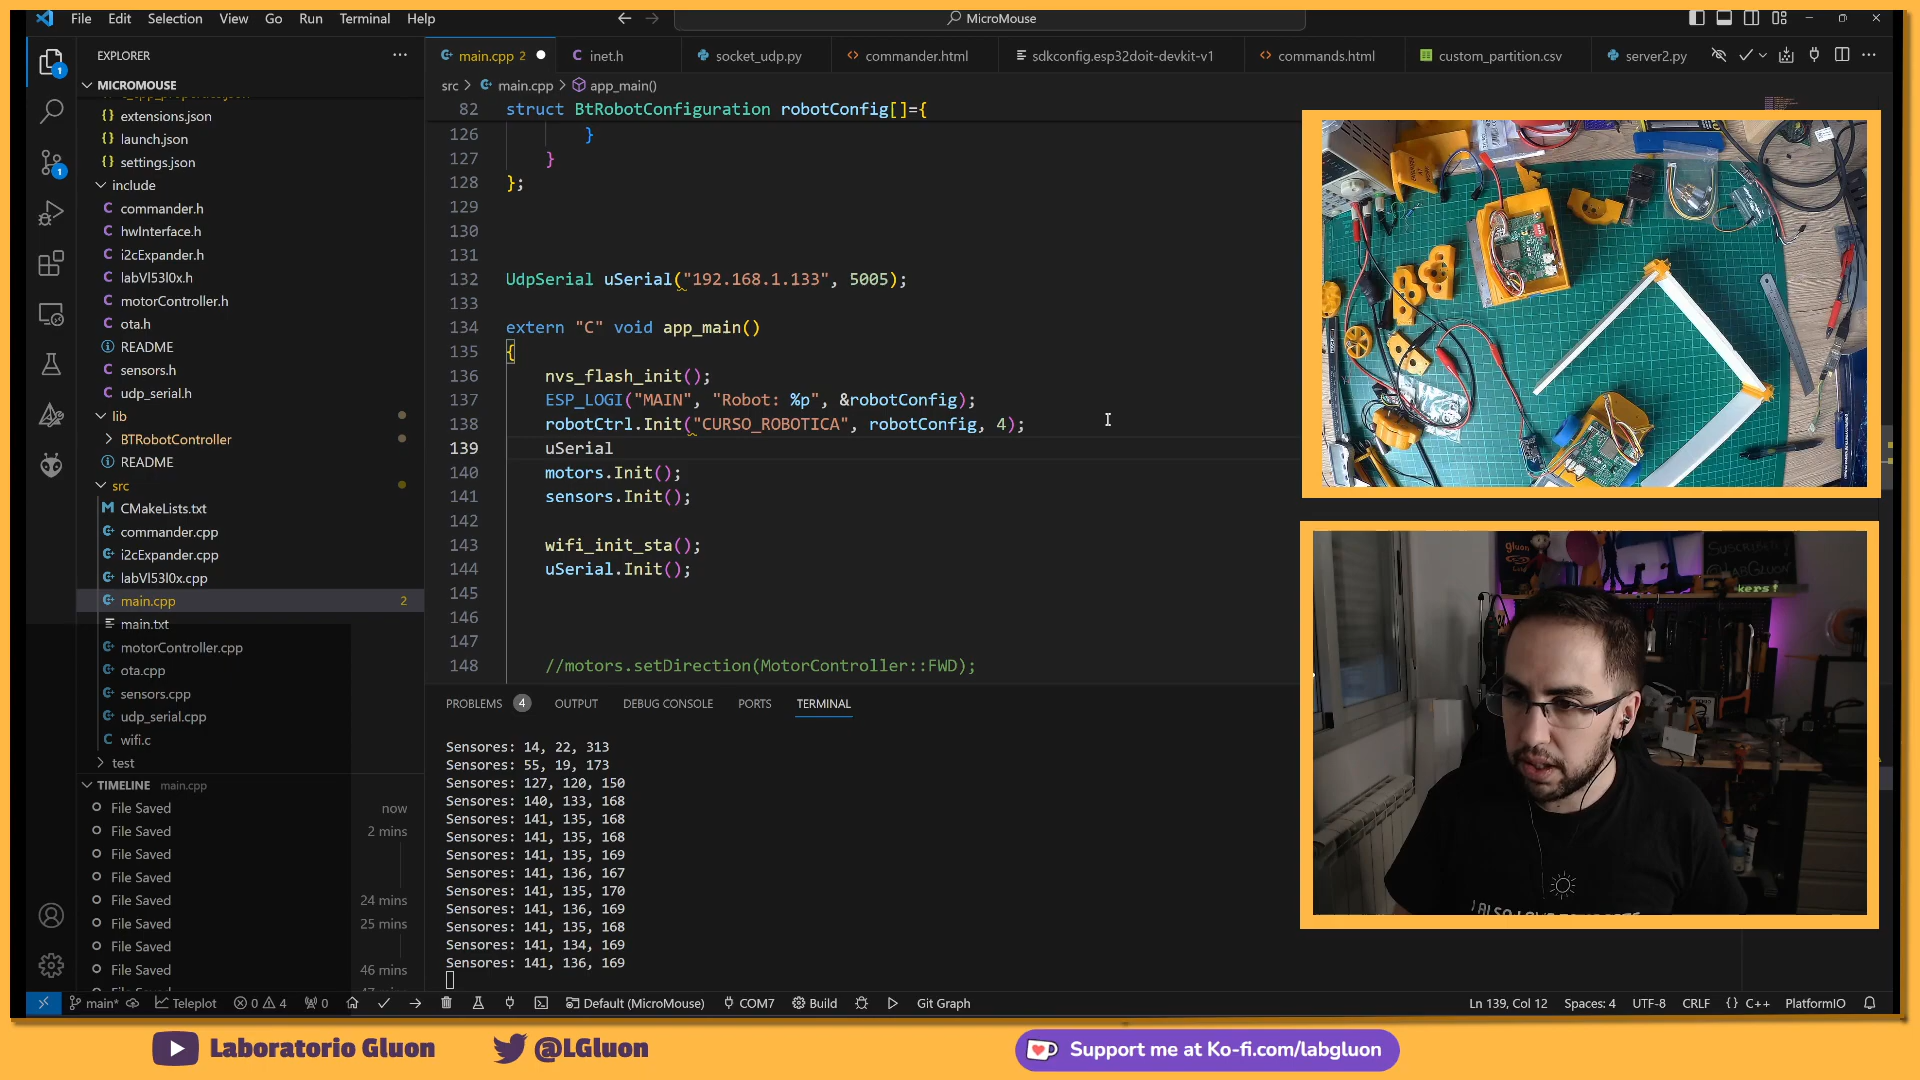 File Edit Selection View Go Run Terminal Help
MicroMouse
EXPLORER
main.cpp 2
inet.h
socket_udp.py
commander.html
sdkconfig.esp32doit-devkit-v1
commands.html
custom_partition.csv
server2.py
MICROMOUSE
src > main.cpp > app_main()
extensions.json
launch.json
settings.json
include
commander.h
hwInterface.h
i2cExpander.h
labVl53l0x.h
motorController.h
ota.h
README
sensors.h
udp_serial.h
lib
BTRobotController
README
src
CMakeLists.txt
commander.cpp
i2cExpander.cpp
labVl53l0x.cpp
main.cpp 2
main.txt
motorController.cpp
ota.cpp
sensors.cpp
udp_serial.cpp
wifi.c
test
TIMELINE main.cpp
File Saved now
File Saved 2 mins
File Saved
File Saved
File Saved 24 mins
File Saved 25 mins
File Saved
File Saved 46 mins
82 struct BtRobotConfiguration robotConfig[]={
126 }
127 }
128 };
129
130
131
132 UdpSerial uSerial("192.168.1.133", 5005);
133
134 extern "C" void app_main()
135 {
136 nvs_flash_init();
137 ESP_LOGI("MAIN", "Robot: %p", &robotConfig);
138 robotCtrl.Init("CURSO_ROBOTICA", robotConfig, 4);
139 uSerial
140 motors.Init();
141 sensors.Init();
142
143 wifi_init_sta();
144 uSerial.Init();
145
146
147
148 //motors.setDirection(MotorController::FWD);
PROBLEMS 4 OUTPUT DEBUG CONSOLE PORTS TERMINAL
Sensores: 14, 22, 313
Sensores: 55, 19, 173
Sensores: 127, 120, 150
Sensores: 140, 133, 168
Sensores: 141, 135, 168
Sensores: 141, 135, 168
Sensores: 141, 135, 169
Sensores: 141, 136, 167
Sensores: 141, 135, 170
Sensores: 141, 136, 169
Sensores: 141, 135, 168
Sensores: 141, 134, 169
Sensores: 141, 136, 169
main* Teleplot 0 4 0 Default (MicroMouse) COM7 Build Git Graph
Ln 139, Col 12 Spaces: 4 UTF-8 CRLF {} C++ PlatformIO
Laboratorio Gluon
@LGluon
Support me at Ko-fi.com/labgluon